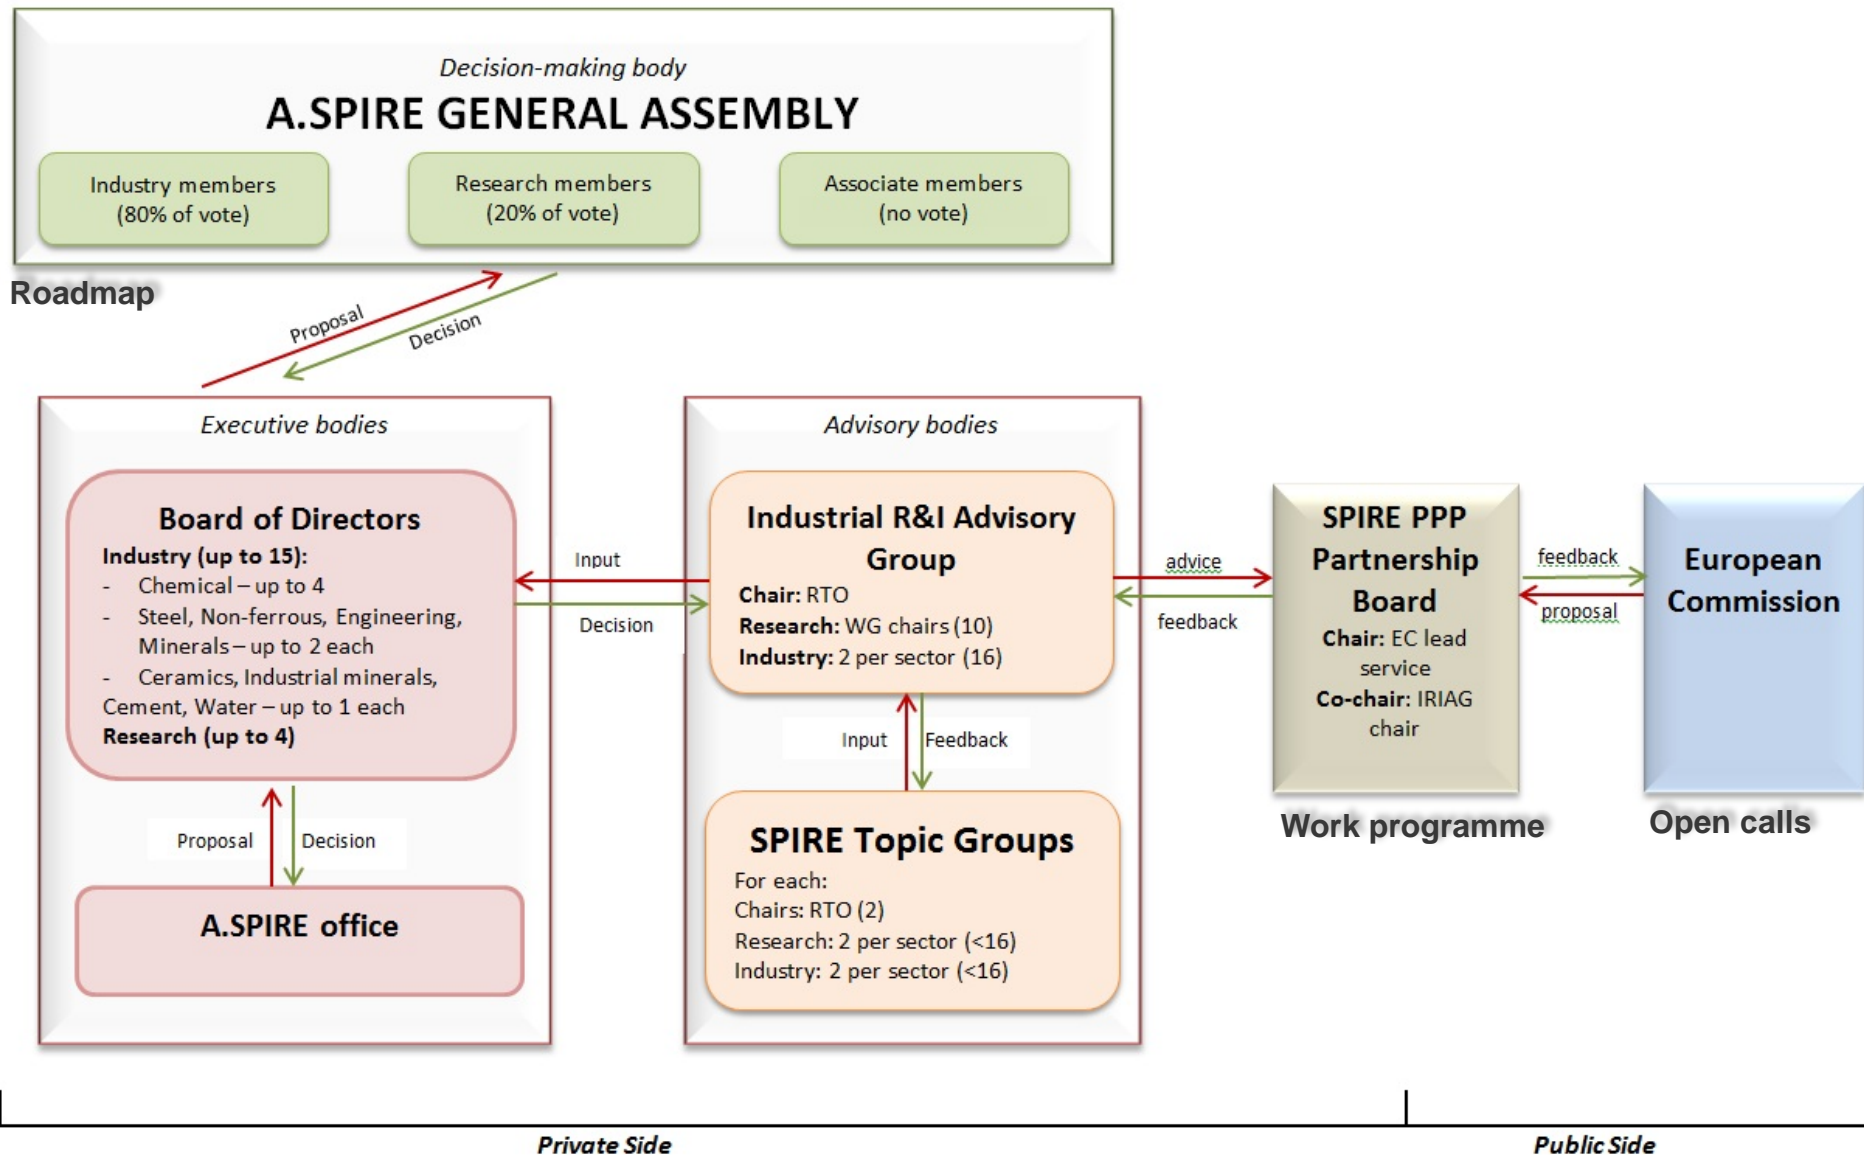 Decision-making body
A.SPIRE GENERAL ASSEMBLY
Industry members
(80% of vote)
Research members
(20% of vote)
Associate members
(no vote)
Roadmap
Proposal
Decision
Executive bodies
Board of Directors
Industry (up to 15):
- Chemical – up to 4
- Steel, Non-ferrous, Engineering,
Minerals – up to 2 each
- Ceramics, Industrial minerals,
Cement, Water – up to 1 each
Research (up to 4)
Proposal
Decision
A.SPIRE office
Input
Decision
Advisory bodies
Industrial R&I Advisory
Group
Chair: RTO
Research: WG chairs (10)
Industry: 2 per sector (16)
Input
Feedback
SPIRE Topic Groups
For each:
Chairs: RTO (2)
Research: 2 per sector (<16)
Industry: 2 per sector (<16)
advice
feedback
SPIRE PPP
Partnership
Board
Chair: EC lead
service
Co-chair: IRIAG
chair
Work programme
feedback
proposal
European
Commission
Open calls
Private Side
Public Side